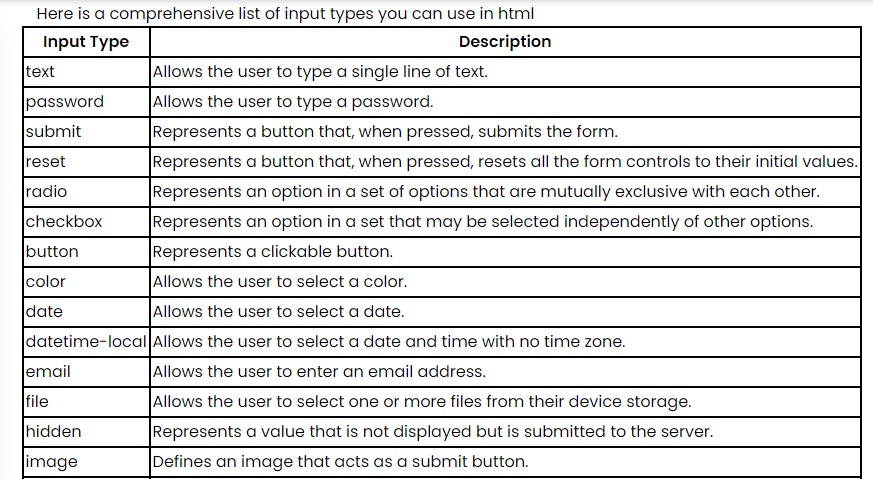 Here is a comprehensive list of input types you can use in html
Input Type Description
text Allows the user to type a single line of text.
password Allows the user to type a password.
submit Represents a button that, when pressed, submits the form.
reset Represents a button that, when pressed, resets all the form controls to their initial values.
radio Represents an option in a set of options that are mutually exclusive with each other.
checkbox Represents an option in a set that may be selected independently of other options.
button Represents a clickable button.
color Allows the user to select a color.
date Allows the user to select a date.
datetime-local Allows the user to select a date and time with no time zone.
email Allows the user to enter an email address.
file Allows the user to select one or more files from their device storage.
hidden Represents a value that is not displayed but is submitted to the server.
image Defines an image that acts as a submit button.